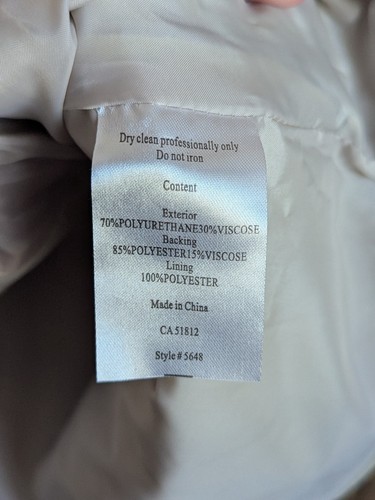 Dry clean professionally only
Do not iron
Content
Exterior
70%POLYURETHANE30%VISCOSE
Backing
85%POLYESTER15%VISCOSE
Lining
100%POLYESTER
Made in China
CA 51812
Style # 5648